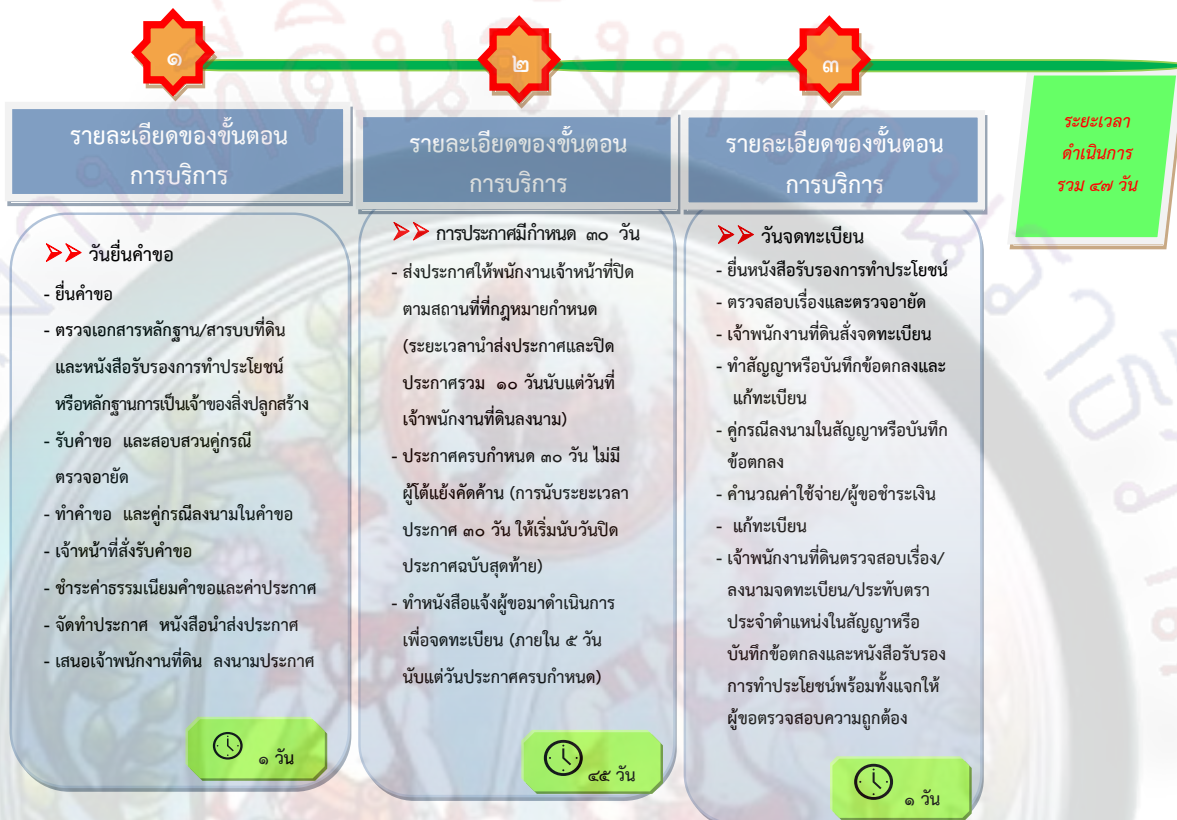 ๑
๒
๓
รายละเอียดของขั้นตอน
การบริการ
วันยื่นคำขอ
- ยื่นคำขอ
- ตรวจเอกสารหลักฐาน/สารบบที่ดิน
และหนังสือรับรองการทำประโยชน์
หรือหลักฐานการเป็นเจ้าของสิ่งปลูกสร้าง
- รับคำขอ และสอบสวนคู่กรณี
ตรวจอายัด
- ทำคำขอ และคู่กรณีลงนามในคำขอ
- เจ้าหน้าที่สั่งรับคำขอ
- ชำระค่าธรรมเนียมคำขอและค่าประกาศ
- จัดทำประกาศ หนังสือนำส่งประกาศ
- เสนอเจ้าพนักงานที่ดิน ลงนามประกาศ
๑ วัน
รายละเอียดของขั้นตอน
การบริการ
การประกาศมีกำหนด ๓๐ วัน
- ส่งประกาศให้พนักงานเจ้าหน้าที่ปิด
ตามสถานที่ที่กฎหมายกำหนด
(ระยะเวลานำส่งประกาศและปิด
ประกาศรวม ๑๐ วันนับแต่วันที่
เจ้าพนักงานที่ดินลงนาม)
- ประกาศครบกำหนด ๓๐ วัน ไม่มี
ผู้โต้แย้งคัดค้าน (การนับระยะเวลา
ประกาศ ๓๐ วัน ให้เริ่มนับวันปิด
ประกาศฉบับสุดท้าย)
- ทำหนังสือแจ้งผู้ขอมาดำเนินการ
เพื่อจดทะเบียน (ภายใน ๕ วัน
นับแต่วันประกาศครบกำหนด)
๔๕ วัน
รายละเอียดของขั้นตอน
การบริการ
วันจดทะเบียน
- ยื่นหนังสือรับรองการทำประโยชน์
- ตรวจสอบเรื่องและตรวจอายัด
- เจ้าพนักงานที่ดินสั่งจดทะเบียน
- ทำสัญญาหรือบันทึกข้อตกลงและ
แก้ทะเบียน
- คู่กรณีลงนามในสัญญาหรือบันทึก
ข้อตกลง
- คำนวณค่าใช้จ่าย/ผู้ขอชำระเงิน
- แก้ทะเบียน
- เจ้าพนักงานที่ดินตรวจสอบเรื่อง/
ลงนามจดทะเบียน/ประทับตรา
ประจำตำแหน่งในสัญญาหรือ
บันทึกข้อตกลงและหนังสือรับรอง
การทำประโยชน์พร้อมทั้งแจกให้
ผู้ขอตรวจสอบความถูกต้อง
๑ วัน
ระยะเวลา
ดำเนินการ
รวม ๔๗ วัน